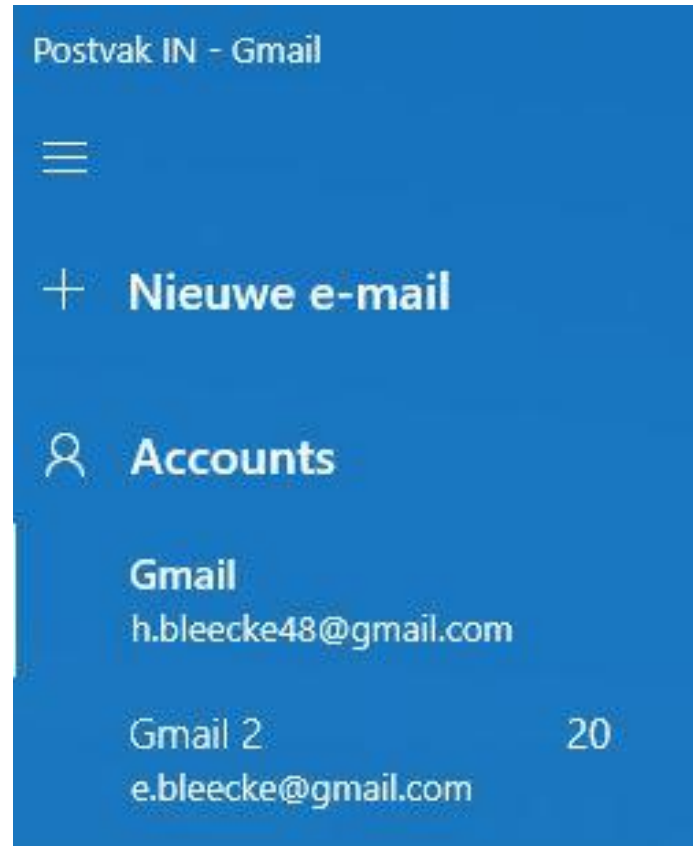 Postvak IN - Gmail
Nieuwe e-mail
Accounts
Gmail
h.bleecke48@gmail.com
Gmail 2 20
e.bleecke@gmail.com